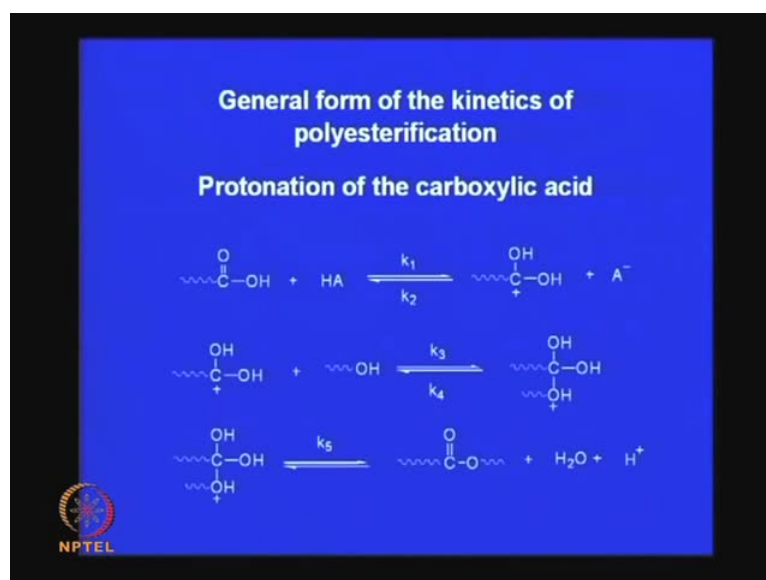 General form of the kinetics of
polyesterification
Protonation of the carboxylic acid
O
C–OH + HA k₁ OH
k₂ C–OH + A⁻
+
OH
C–OH + OH k₃ OH
+ k₄ C–OH
OH
+
OH
C–OH k₅ O
OH C–O + H₂O + H⁺
+
NPTEL